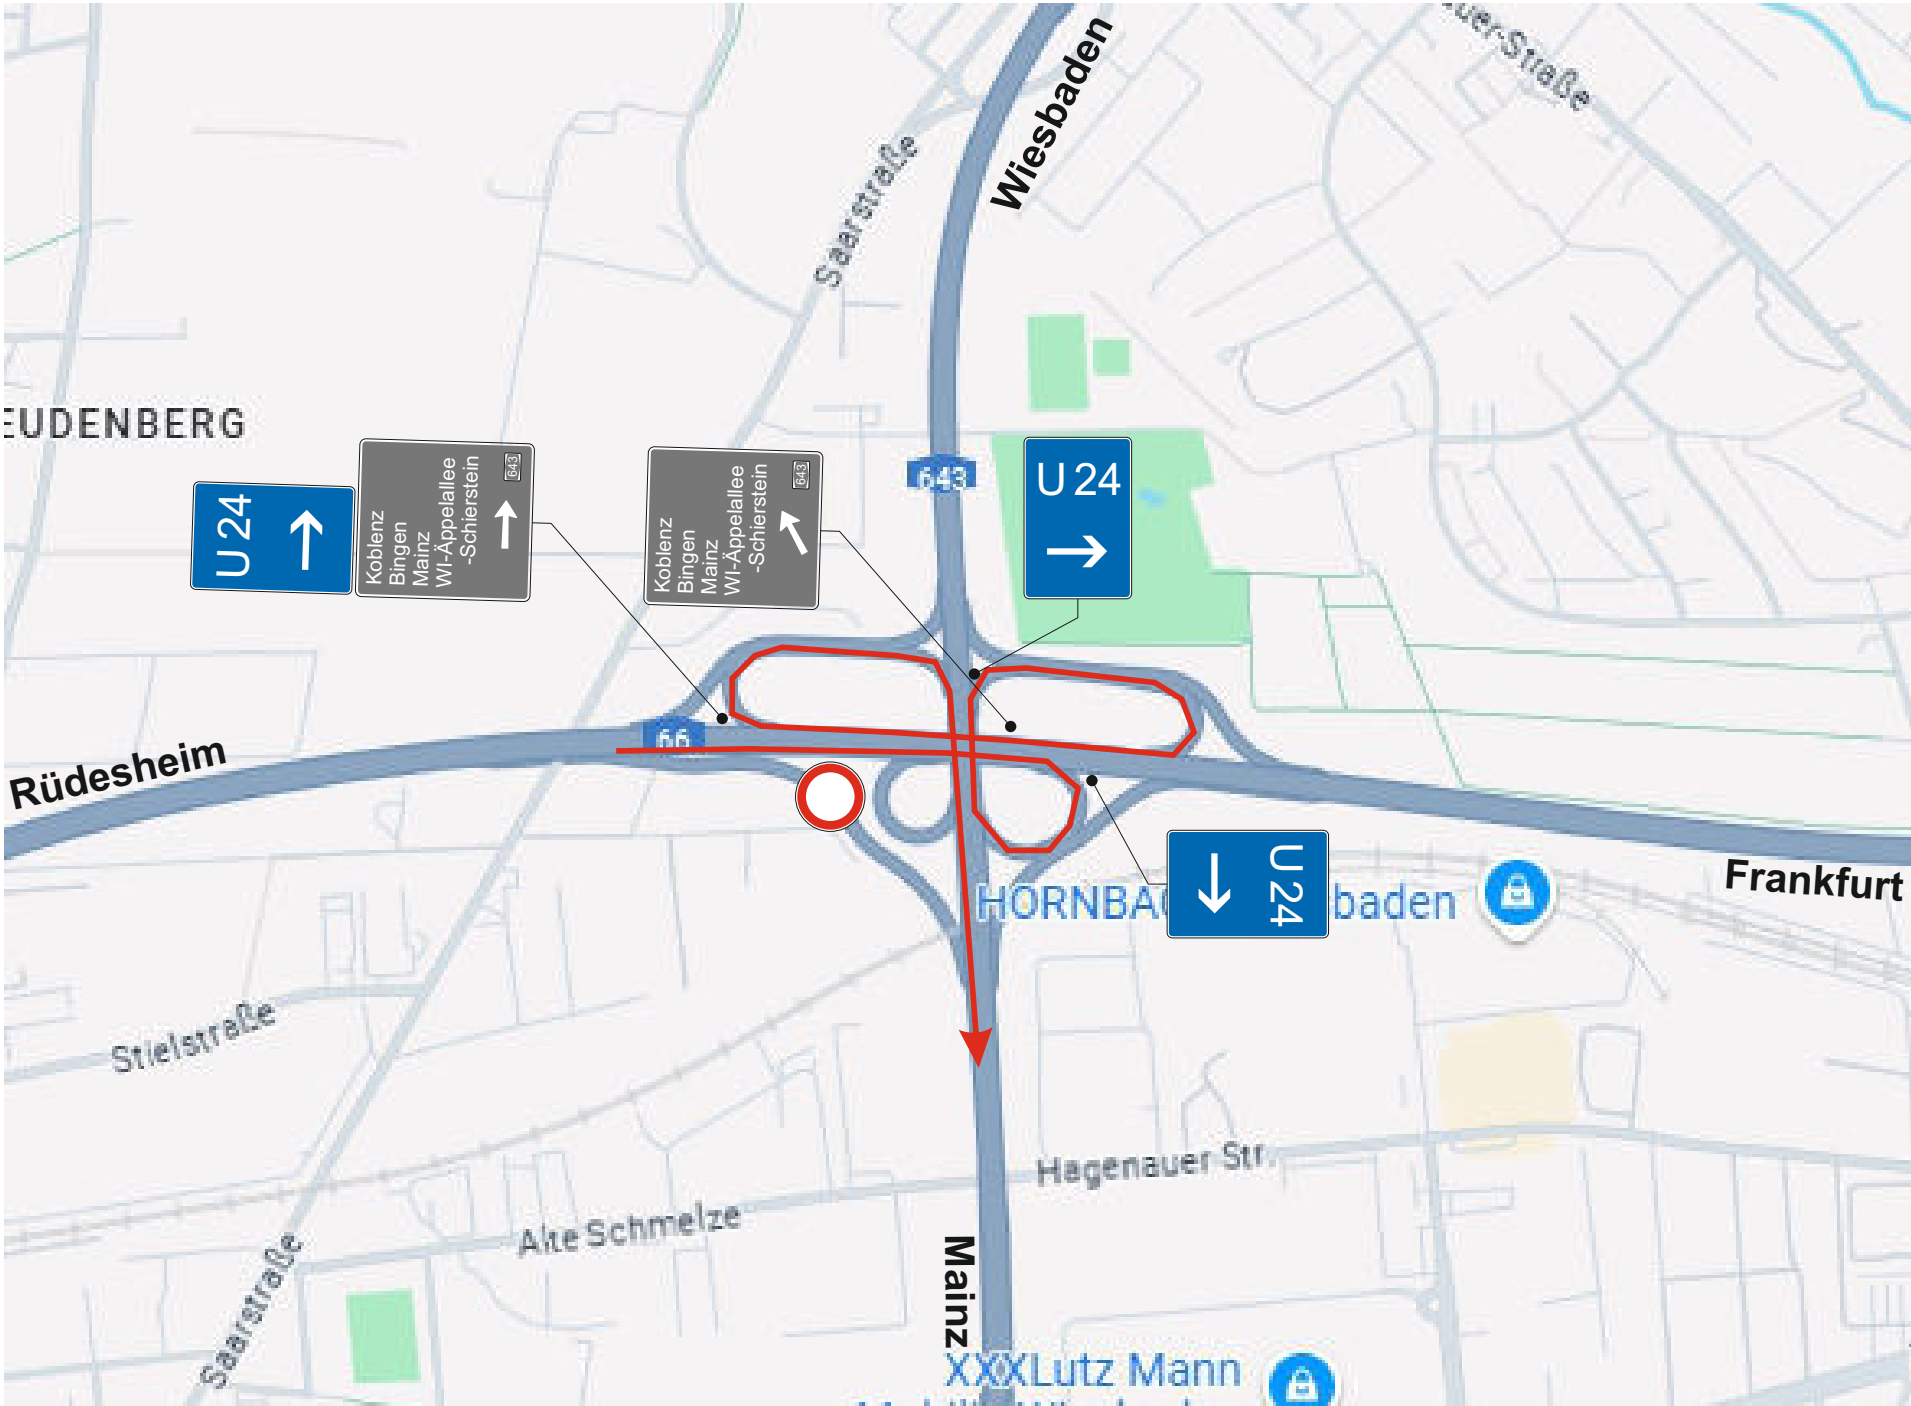 Wiesbaden
Saarstraße
EUDENBERG
643
U 24
Koblenz
Bingen
Mainz
WI-Äppelallee
-Schierstein
643
Koblenz
Bingen
Mainz
WI-Äppelallee
-Schierstein
643
U 24
66
Rüdesheim
U 24
HORNBA
baden
Frankfurt
Stielstraße
Hagenauer Str.
Alte Schmelze
Saarstraße
Mainz
XXXLutz Mann